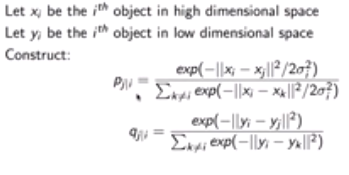 Let xᵢ be the iᵗʰ object in high dimensional space
Let yᵢ be the iᵗʰ object in low dimensional space
Construct:
p_{j|i} = exp(−||xᵢ − xⱼ||²/2σᵢ²) / ∑_{k≠i} exp(−||xᵢ − xₖ||²/2σᵢ²)
q_{j|i} = exp(−||yᵢ − yⱼ||²) / ∑_{k≠i} exp(−||yᵢ − yₖ||²)